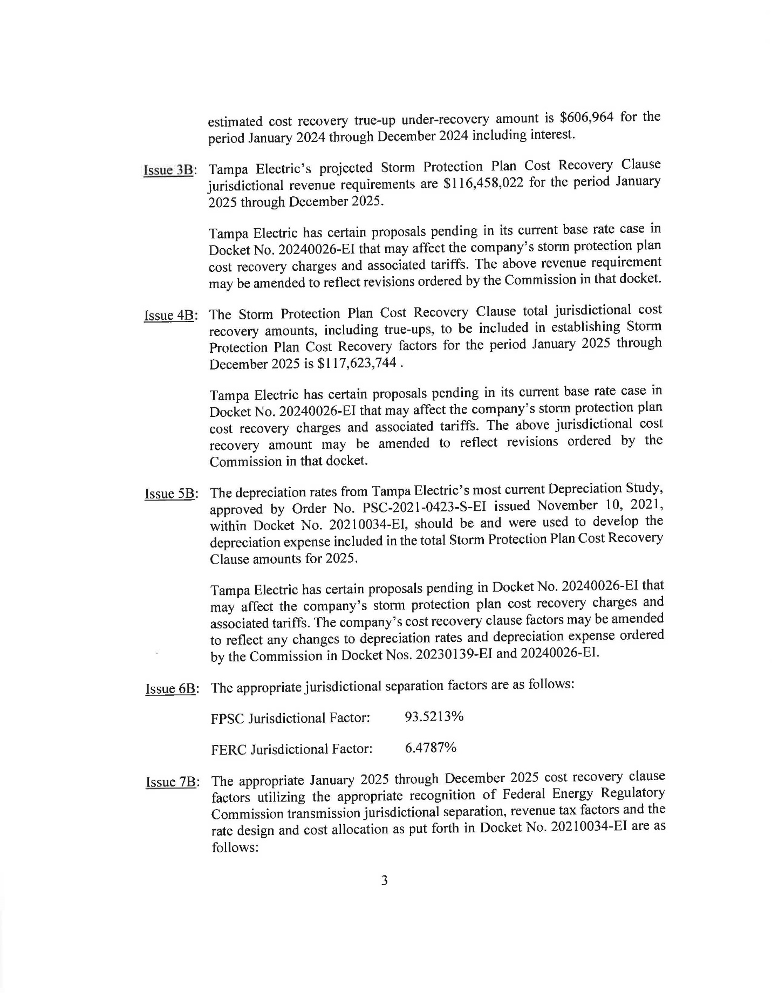 estimated cost recovery true-up under-recovery amount is $606,964 for the
period January 2024 through December 2024 including interest.
Issue 3B: Tampa Electric's projected Storm Protection Plan Cost Recovery Clause
jurisdictional revenue requirements are $116,458,022 for the period January
2025 through December 2025.
Tampa Electric has certain proposals pending in its current base rate case in
Docket No. 20240026-EI that may affect the company's storm protection plan
cost recovery charges and associated tariffs. The above revenue requirement
may be amended to reflect revisions ordered by the Commission in that docket.
Issue 4B: The Storm Protection Plan Cost Recovery Clause total jurisdictional cost
recovery amounts, including true-ups, to be included in establishing Storm
Protection Plan Cost Recovery factors for the period January 2025 through
December 2025 is $117,623,744 .
Tampa Electric has certain proposals pending in its current base rate case in
Docket No. 20240026-EI that may affect the company's storm protection plan
cost recovery charges and associated tariffs. The above jurisdictional cost
recovery amount may be amended to reflect revisions ordered by the
Commission in that docket.
Issue 5B: The depreciation rates from Tampa Electric's most current Depreciation Study,
approved by Order No. PSC-2021-0423-S-EI issued November 10, 2021,
within Docket No. 20210034-EI, should be and were used to develop the
depreciation expense included in the total Storm Protection Plan Cost Recovery
Clause amounts for 2025.
Tampa Electric has certain proposals pending in Docket No. 20240026-EI that
may affect the company's storm protection plan cost recovery charges and
associated tariffs. The company's cost recovery clause factors may be amended
to reflect any changes to depreciation rates and depreciation expense ordered
by the Commission in Docket Nos. 20230139-EI and 20240026-EI.
Issue 6B: The appropriate jurisdictional separation factors are as follows:
FPSC Jurisdictional Factor: 93.5213%
FERC Jurisdictional Factor: 6.4787%
Issue 7B: The appropriate January 2025 through December 2025 cost recovery clause
factors utilizing the appropriate recognition of Federal Energy Regulatory
Commission transmission jurisdictional separation, revenue tax factors and the
rate design and cost allocation as put forth in Docket No. 20210034-EI are as
follows:
3